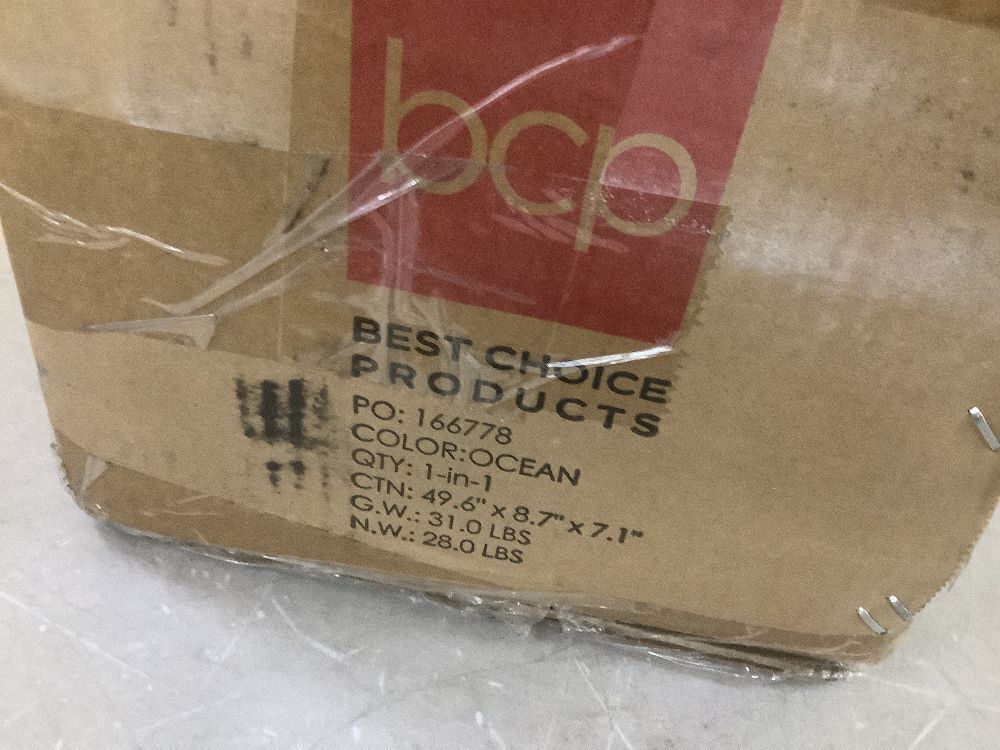 bcp
BEST CHOICE
PRODUCTS
PO: 166778
COLOR:OCEAN
QTY: 1-in-1
CTN: 49.6" x 8.7" x 7.1"
G.W.: 31.0 LBS
N.W.: 28.0 LBS